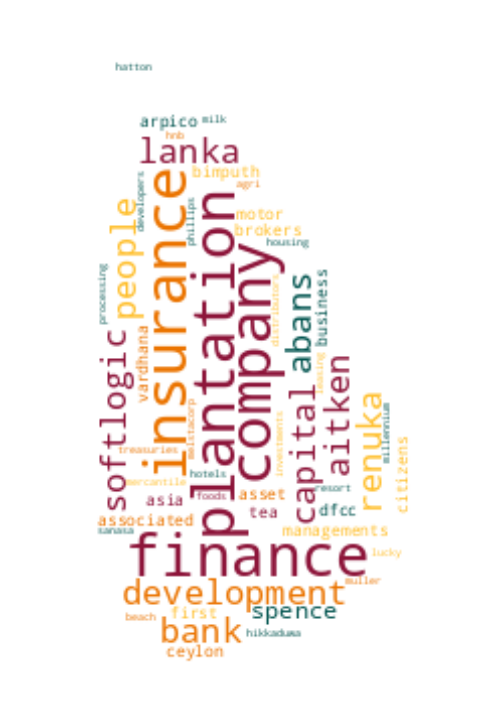 hatton
arpico milk
hnb
lanka
bimputh
agri
developers
insurance
people
phillips
plantation
motor
brokers
housing
company
processing
distributors
abans
business
vardhana
softlogic
leasing
aitken
capital
renuka
millennium
melstacorp
investments
citizens
treasuries
hotels
mercantile
resort
asia
foods
asset
tea
dfcc
associated
sanasa
managements
finance
lucky
muller
development
first
spence
beach
bank
hikkaduwa
ceylon